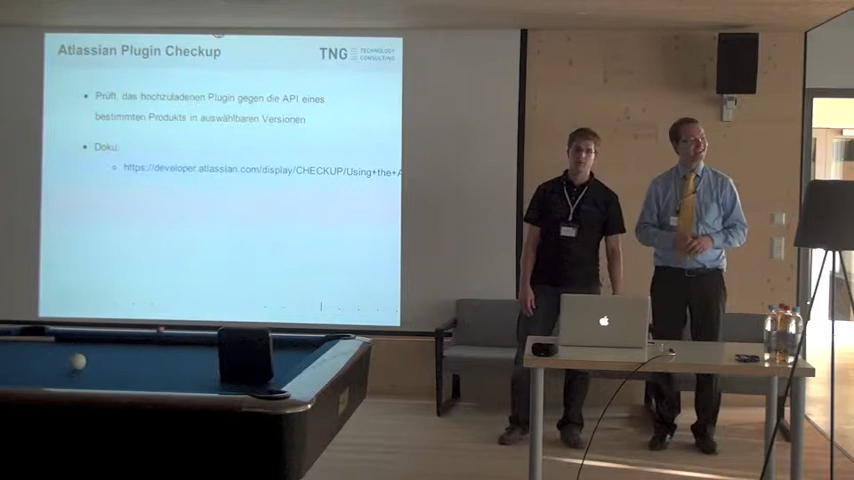 Atlassian Plugin Checkup
TNG TECHNOLOGY
CONSULTING
Prüft, das hochzuladenen Plugin gegen die API eines
bestimmten Produkts in auswählbaren Versionen
Doku:
https://developer.atlassian.com/display/CHECKUP/Using+the+A